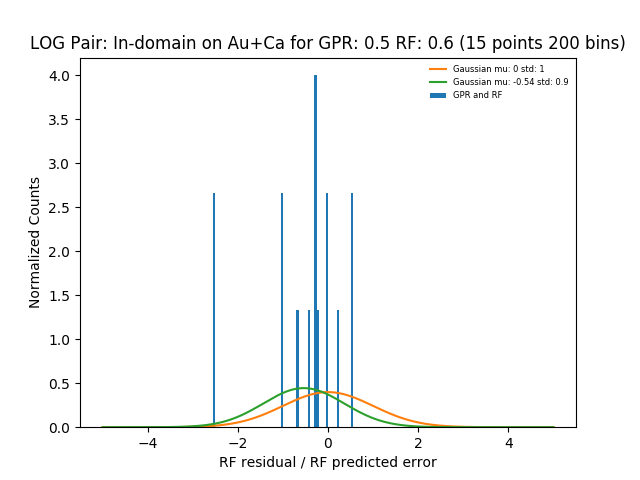 LOG Pair: In-domain on Au+Ca for GPR: 0.5 RF: 0.6 (15 points 200 bins)
Gaussian mu: 0 std: 1
Gaussian mu: -0.54 std: 0.9
GPR and RF
Normalized Counts
4.0
3.5
3.0
2.5
2.0
1.5
1.0
0.5
0.0
−4 −2 0 2 4
RF residual / RF predicted error